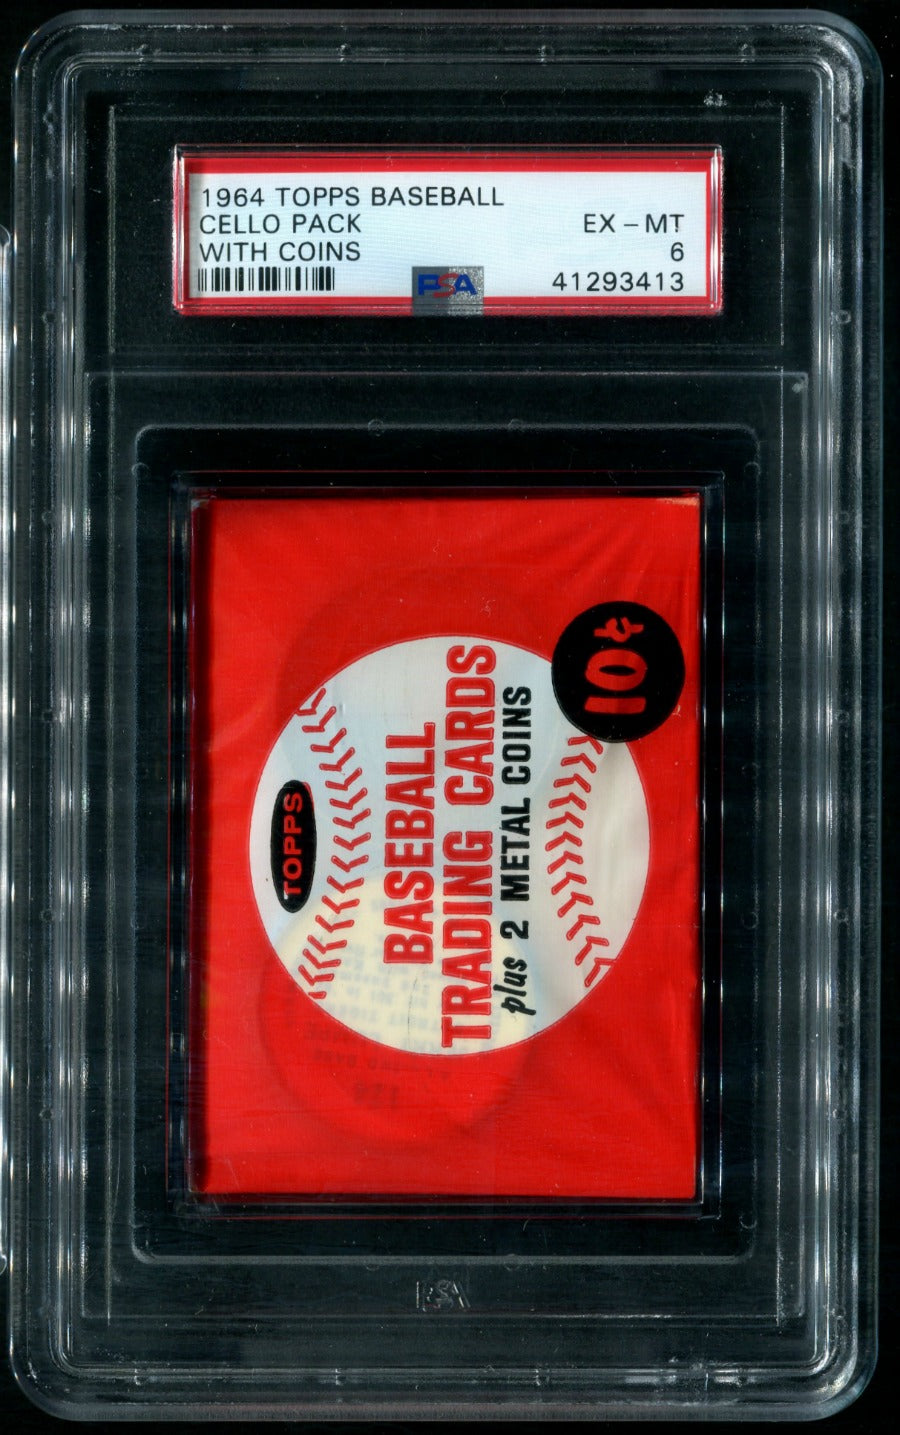 1964 TOPPS BASEBALL
CELLO PACK
EX - MT
WITH COINS
6
PSA
41293413
10¢
TOPPS
BASEBALL
TRADING CARDS
plus 2 METAL COINS
PSA